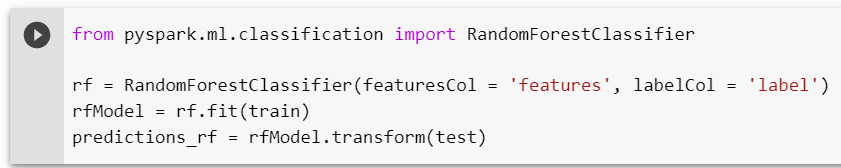 from pyspark.ml.classification import RandomForestClassifier
rf = RandomForestClassifier(featuresCol = 'features', labelCol = 'label')
rfModel = rf.fit(train)
predictions_rf = rfModel.transform(test)